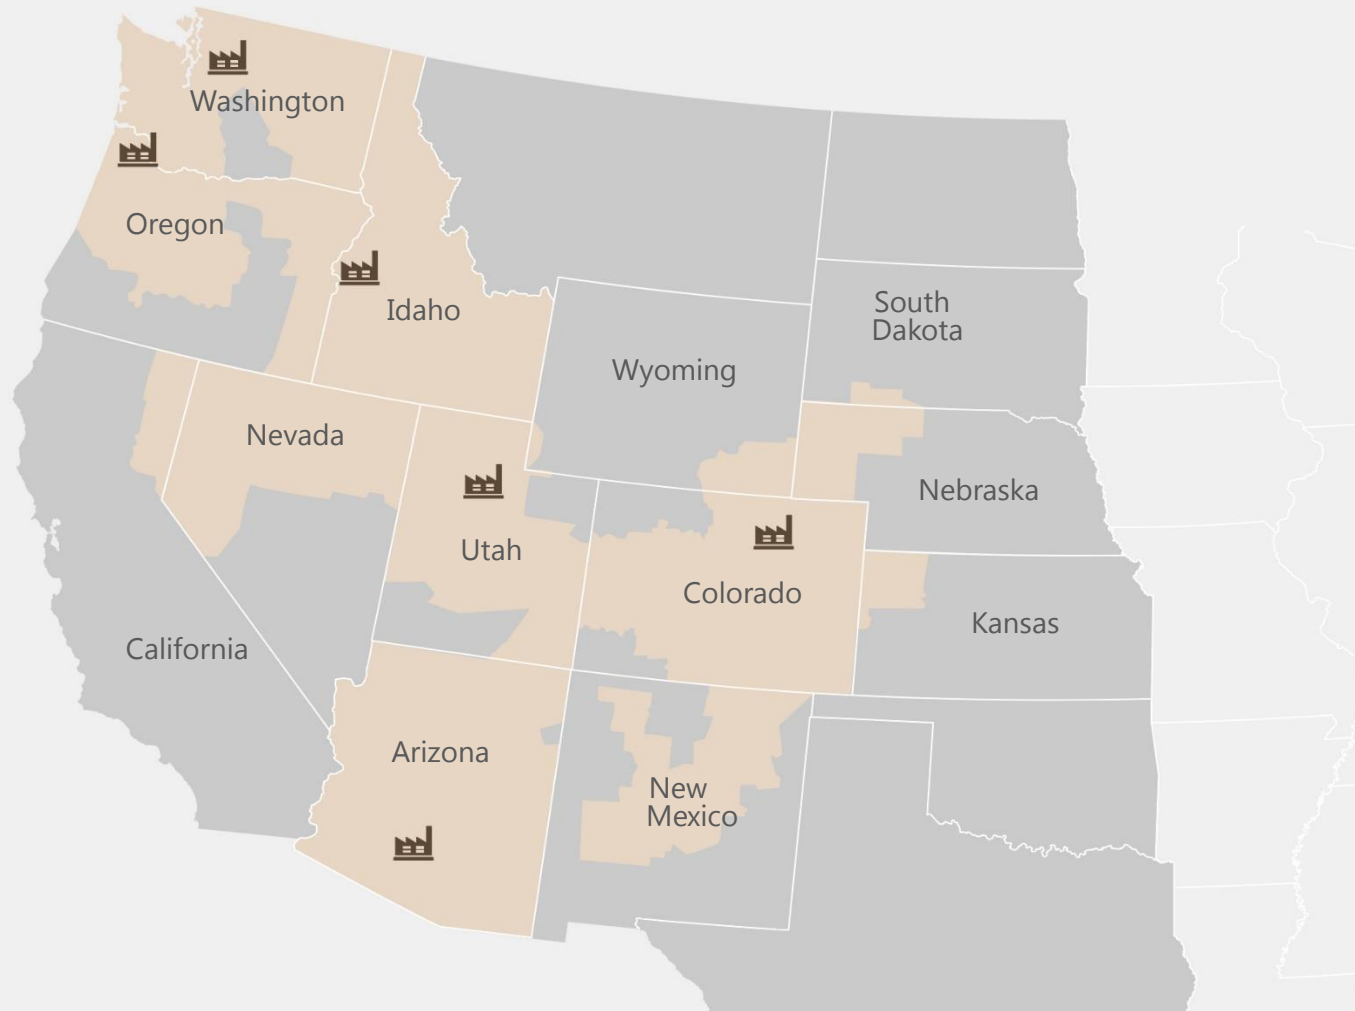 Washington
Oregon
Idaho
South
Dakota
Wyoming
Nevada
Nebraska
Utah
Colorado
Kansas
California
Arizona
New
Mexico